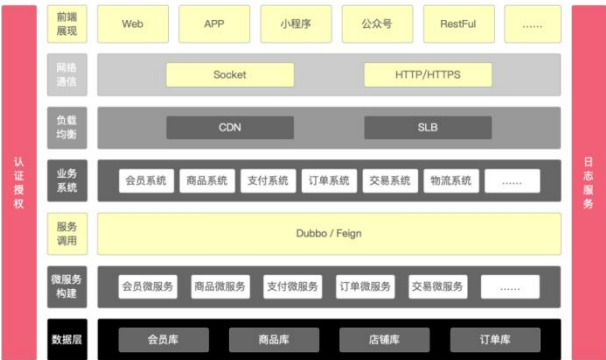 认证授权
前端
展现
Web
APP
小程序
公众号
RestFul
......
网络
通信
Socket
HTTP/HTTPS
负载
均衡
CDN
SLB
业务
系统
会员系统
商品系统
支付系统
订单系统
交易系统
物流系统
......
服务
调用
Dubbo / Feign
微服务
构建
会员微服务
商品微服务
支付微服务
订单微服务
交易微服务
......
数据层
会员库
商品库
店铺库
订单库
日志服务